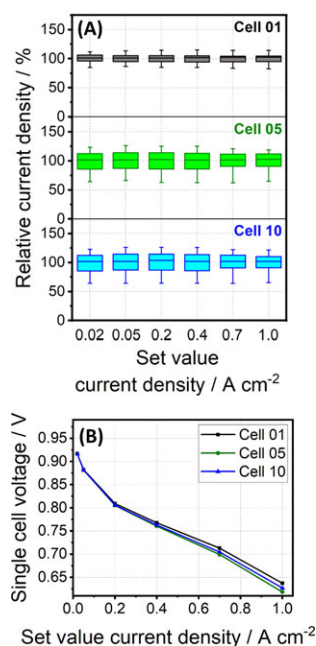 (A)
Cell 01
150
100
50
0
Cell 05
150
100
50
0
Cell 10
150
100
50
0
Relative current density / %
0.02 0.05 0.2 0.4 0.7 1.0
Set value
current density / A cm-2
(B)
Cell 01
Cell 05
Cell 10
0.95
0.90
0.85
0.80
0.75
0.70
0.65
Single cell voltage / V
0.0 0.2 0.4 0.6 0.8 1.0
Set value current density / A cm-2